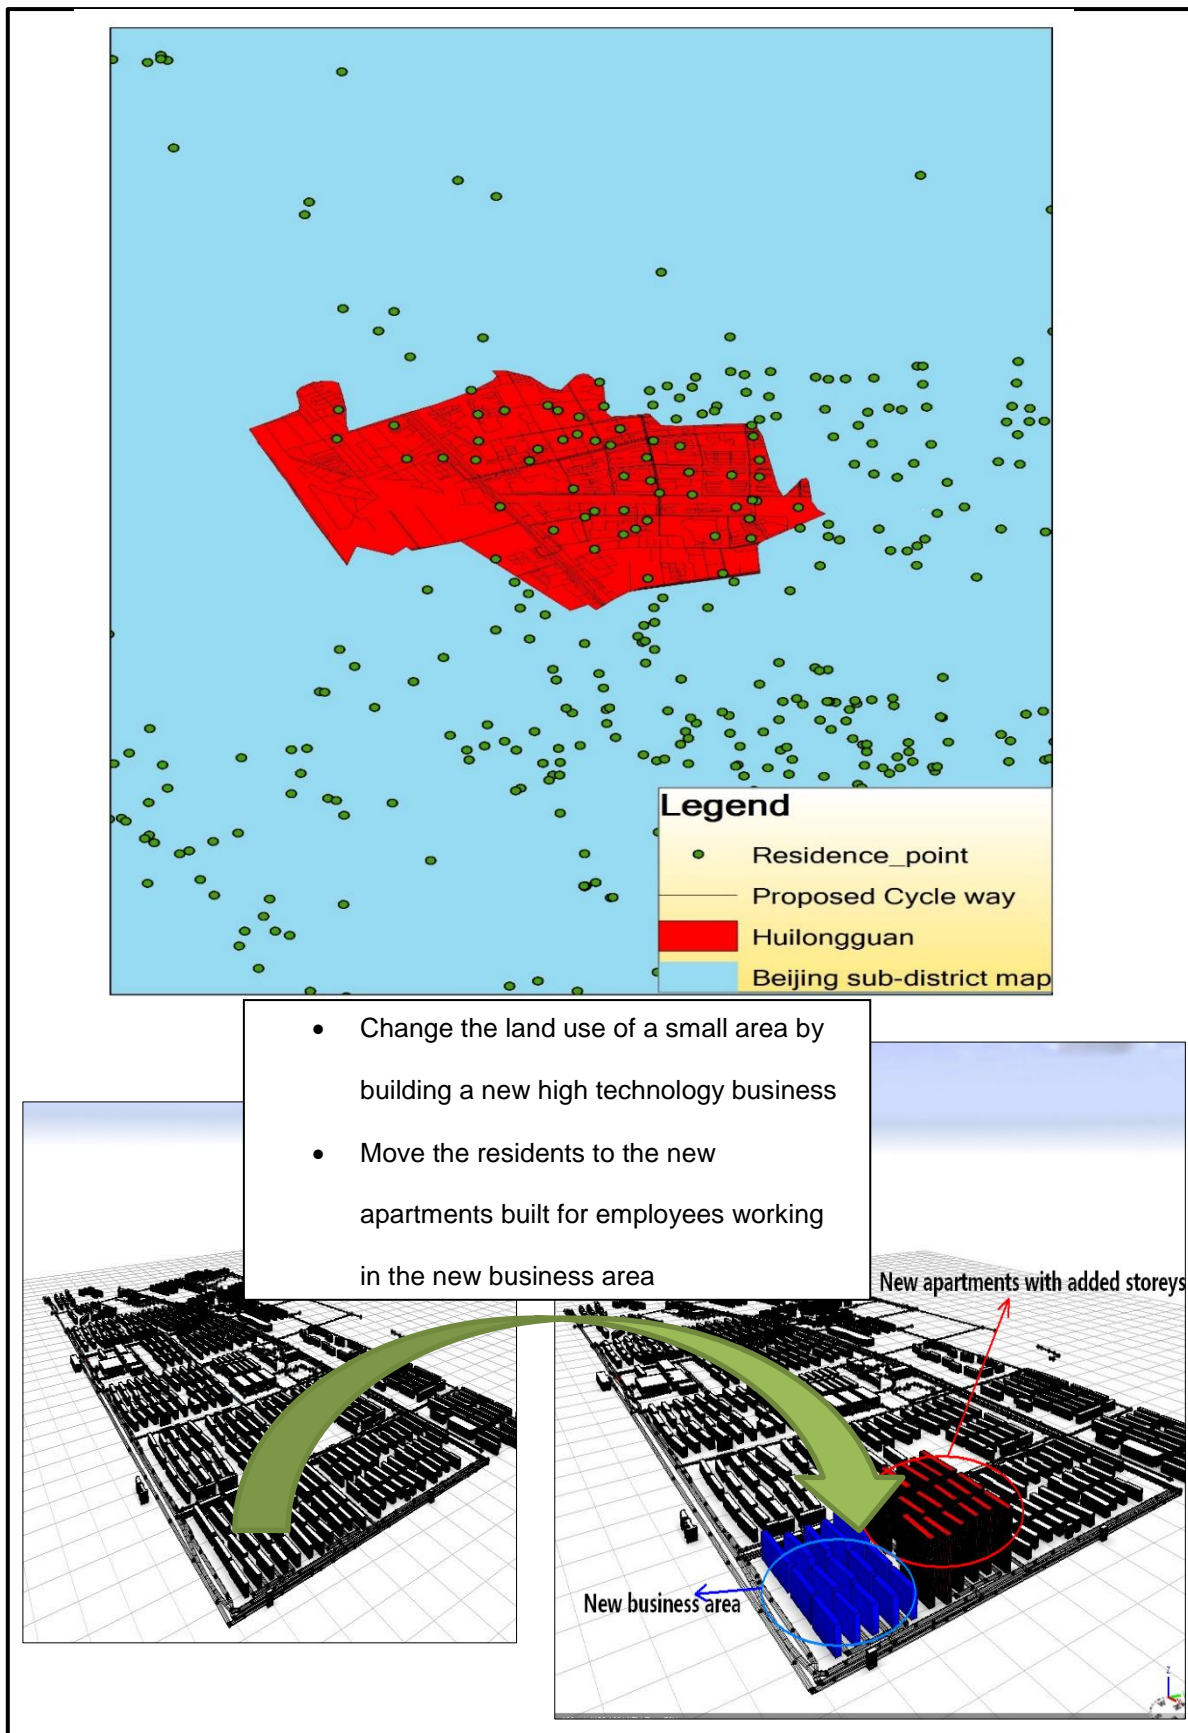 Legend
Residence_point
Proposed Cycle way
Huilongguan
Beijing sub-district map
• Change the land use of a small area by
building a new high technology business
• Move the residents to the new
apartments built for employees working
in the new business area
New apartments with added storeys
New business area
Z